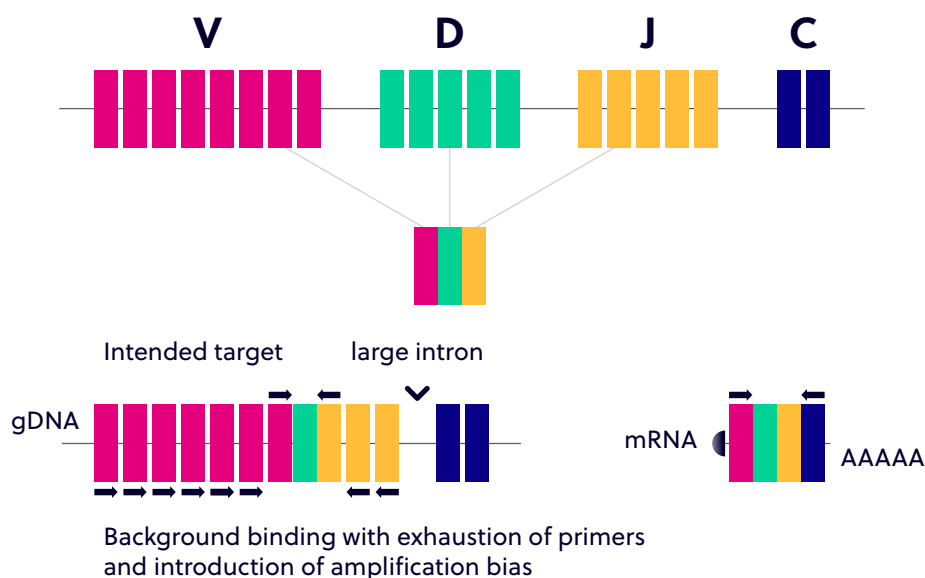 V D J C
Intended target large intron
gDNA
mRNA
AAAAA
Background binding with exhaustion of primers
and introduction of amplification bias